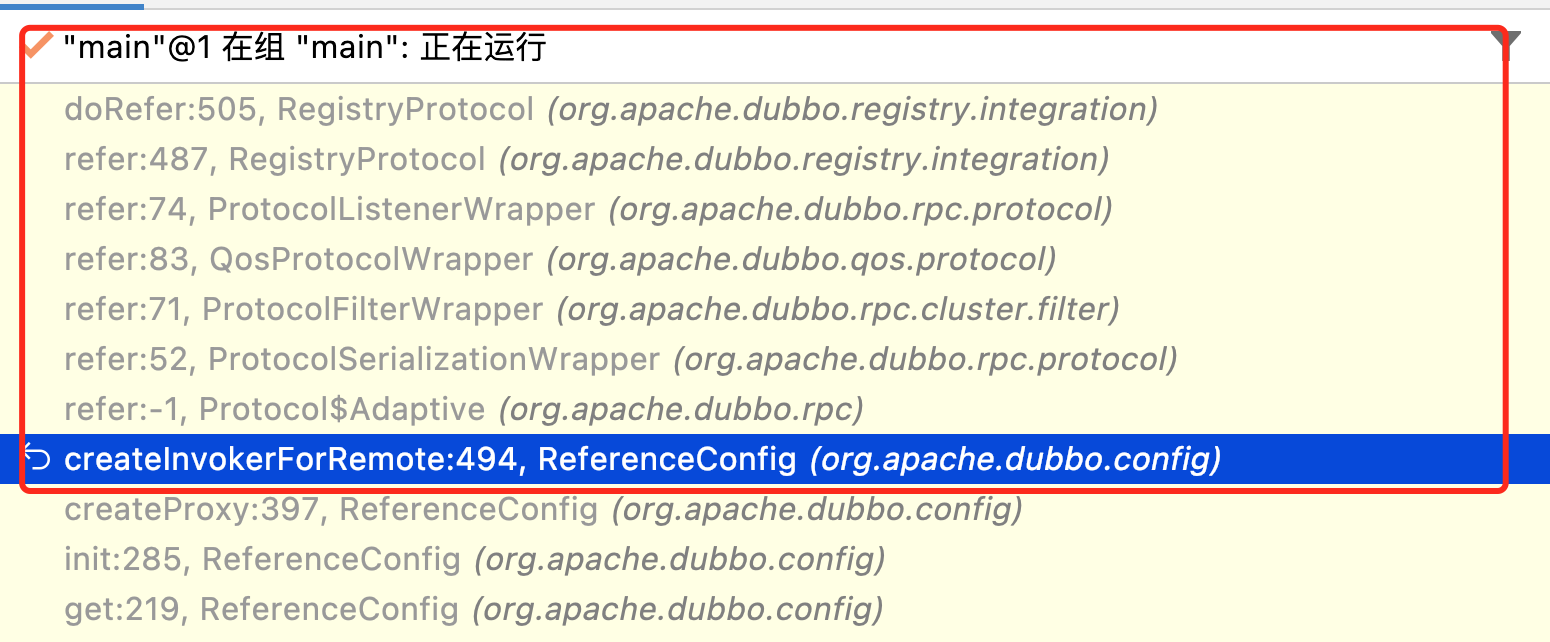 "main"@1 在组 "main": 正在运行
doRefer:505, RegistryProtocol (org.apache.dubbo.registry.integration)
refer:487, RegistryProtocol (org.apache.dubbo.registry.integration)
refer:74, ProtocolListenerWrapper (org.apache.dubbo.rpc.protocol)
refer:83, QosProtocolWrapper (org.apache.dubbo.qos.protocol)
refer:71, ProtocolFilterWrapper (org.apache.dubbo.rpc.cluster.filter)
refer:52, ProtocolSerializationWrapper (org.apache.dubbo.rpc.protocol)
refer:-1, Protocol$Adaptive (org.apache.dubbo.rpc)
createInvokerForRemote:494, ReferenceConfig (org.apache.dubbo.config)
createProxy:397, ReferenceConfig (org.apache.dubbo.config)
init:285, ReferenceConfig (org.apache.dubbo.config)
get:219, ReferenceConfig (org.apache.dubbo.config)